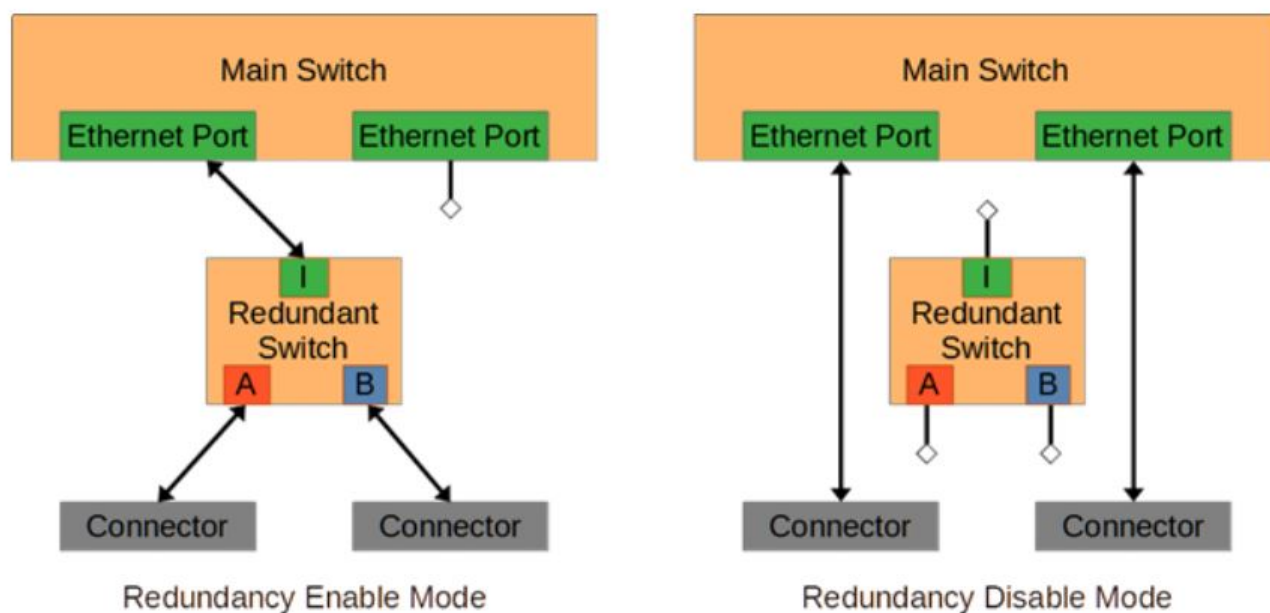 Main Switch
Ethernet Port
Ethernet Port
I
Redundant
Switch
A
B
Connector
Connector
Redundancy Enable Mode
Main Switch
Ethernet Port
Ethernet Port
I
Redundant
Switch
A
B
Connector
Connector
Redundancy Disable Mode